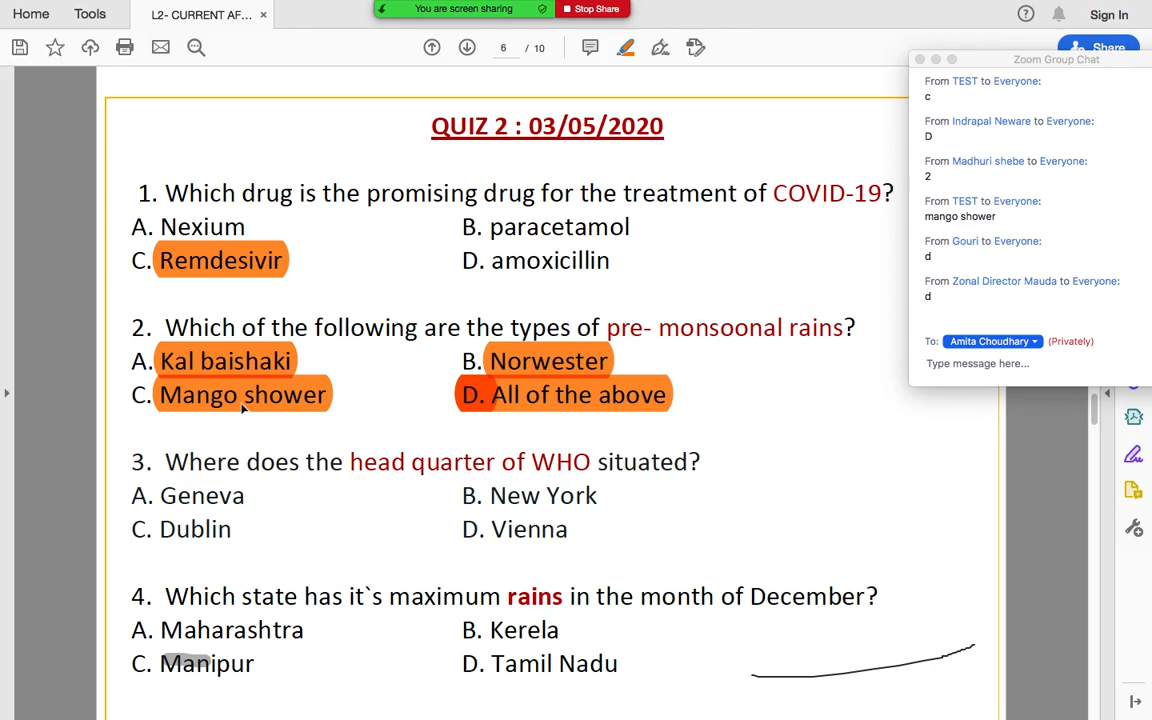 Home Tools L2- CURRENT AF... × You are screen sharing Stop Share Sign In
6 / 10 Share
QUIZ 2 : 03/05/2020
1. Which drug is the promising drug for the treatment of COVID-19?
A. Nexium B. paracetamol
C. Remdesivir D. amoxicillin
2. Which of the following are the types of pre- monsoonal rains?
A. Kal baishaki B. Norwester
C. Mango shower D. All of the above
3. Where does the head quarter of WHO situated?
A. Geneva B. New York
C. Dublin D. Vienna
4. Which state has it`s maximum rains in the month of December?
A. Maharashtra B. Kerela
C. Manipur D. Tamil Nadu
Zoom Group Chat
From TEST to Everyone:
c
From Indrapal Neware to Everyone:
D
From Madhuri shebe to Everyone:
2
From TEST to Everyone:
mango shower
From Gouri to Everyone:
d
From Zonal Director Mauda to Everyone:
d
To: Amita Choudhary (Privately)
Type message here...